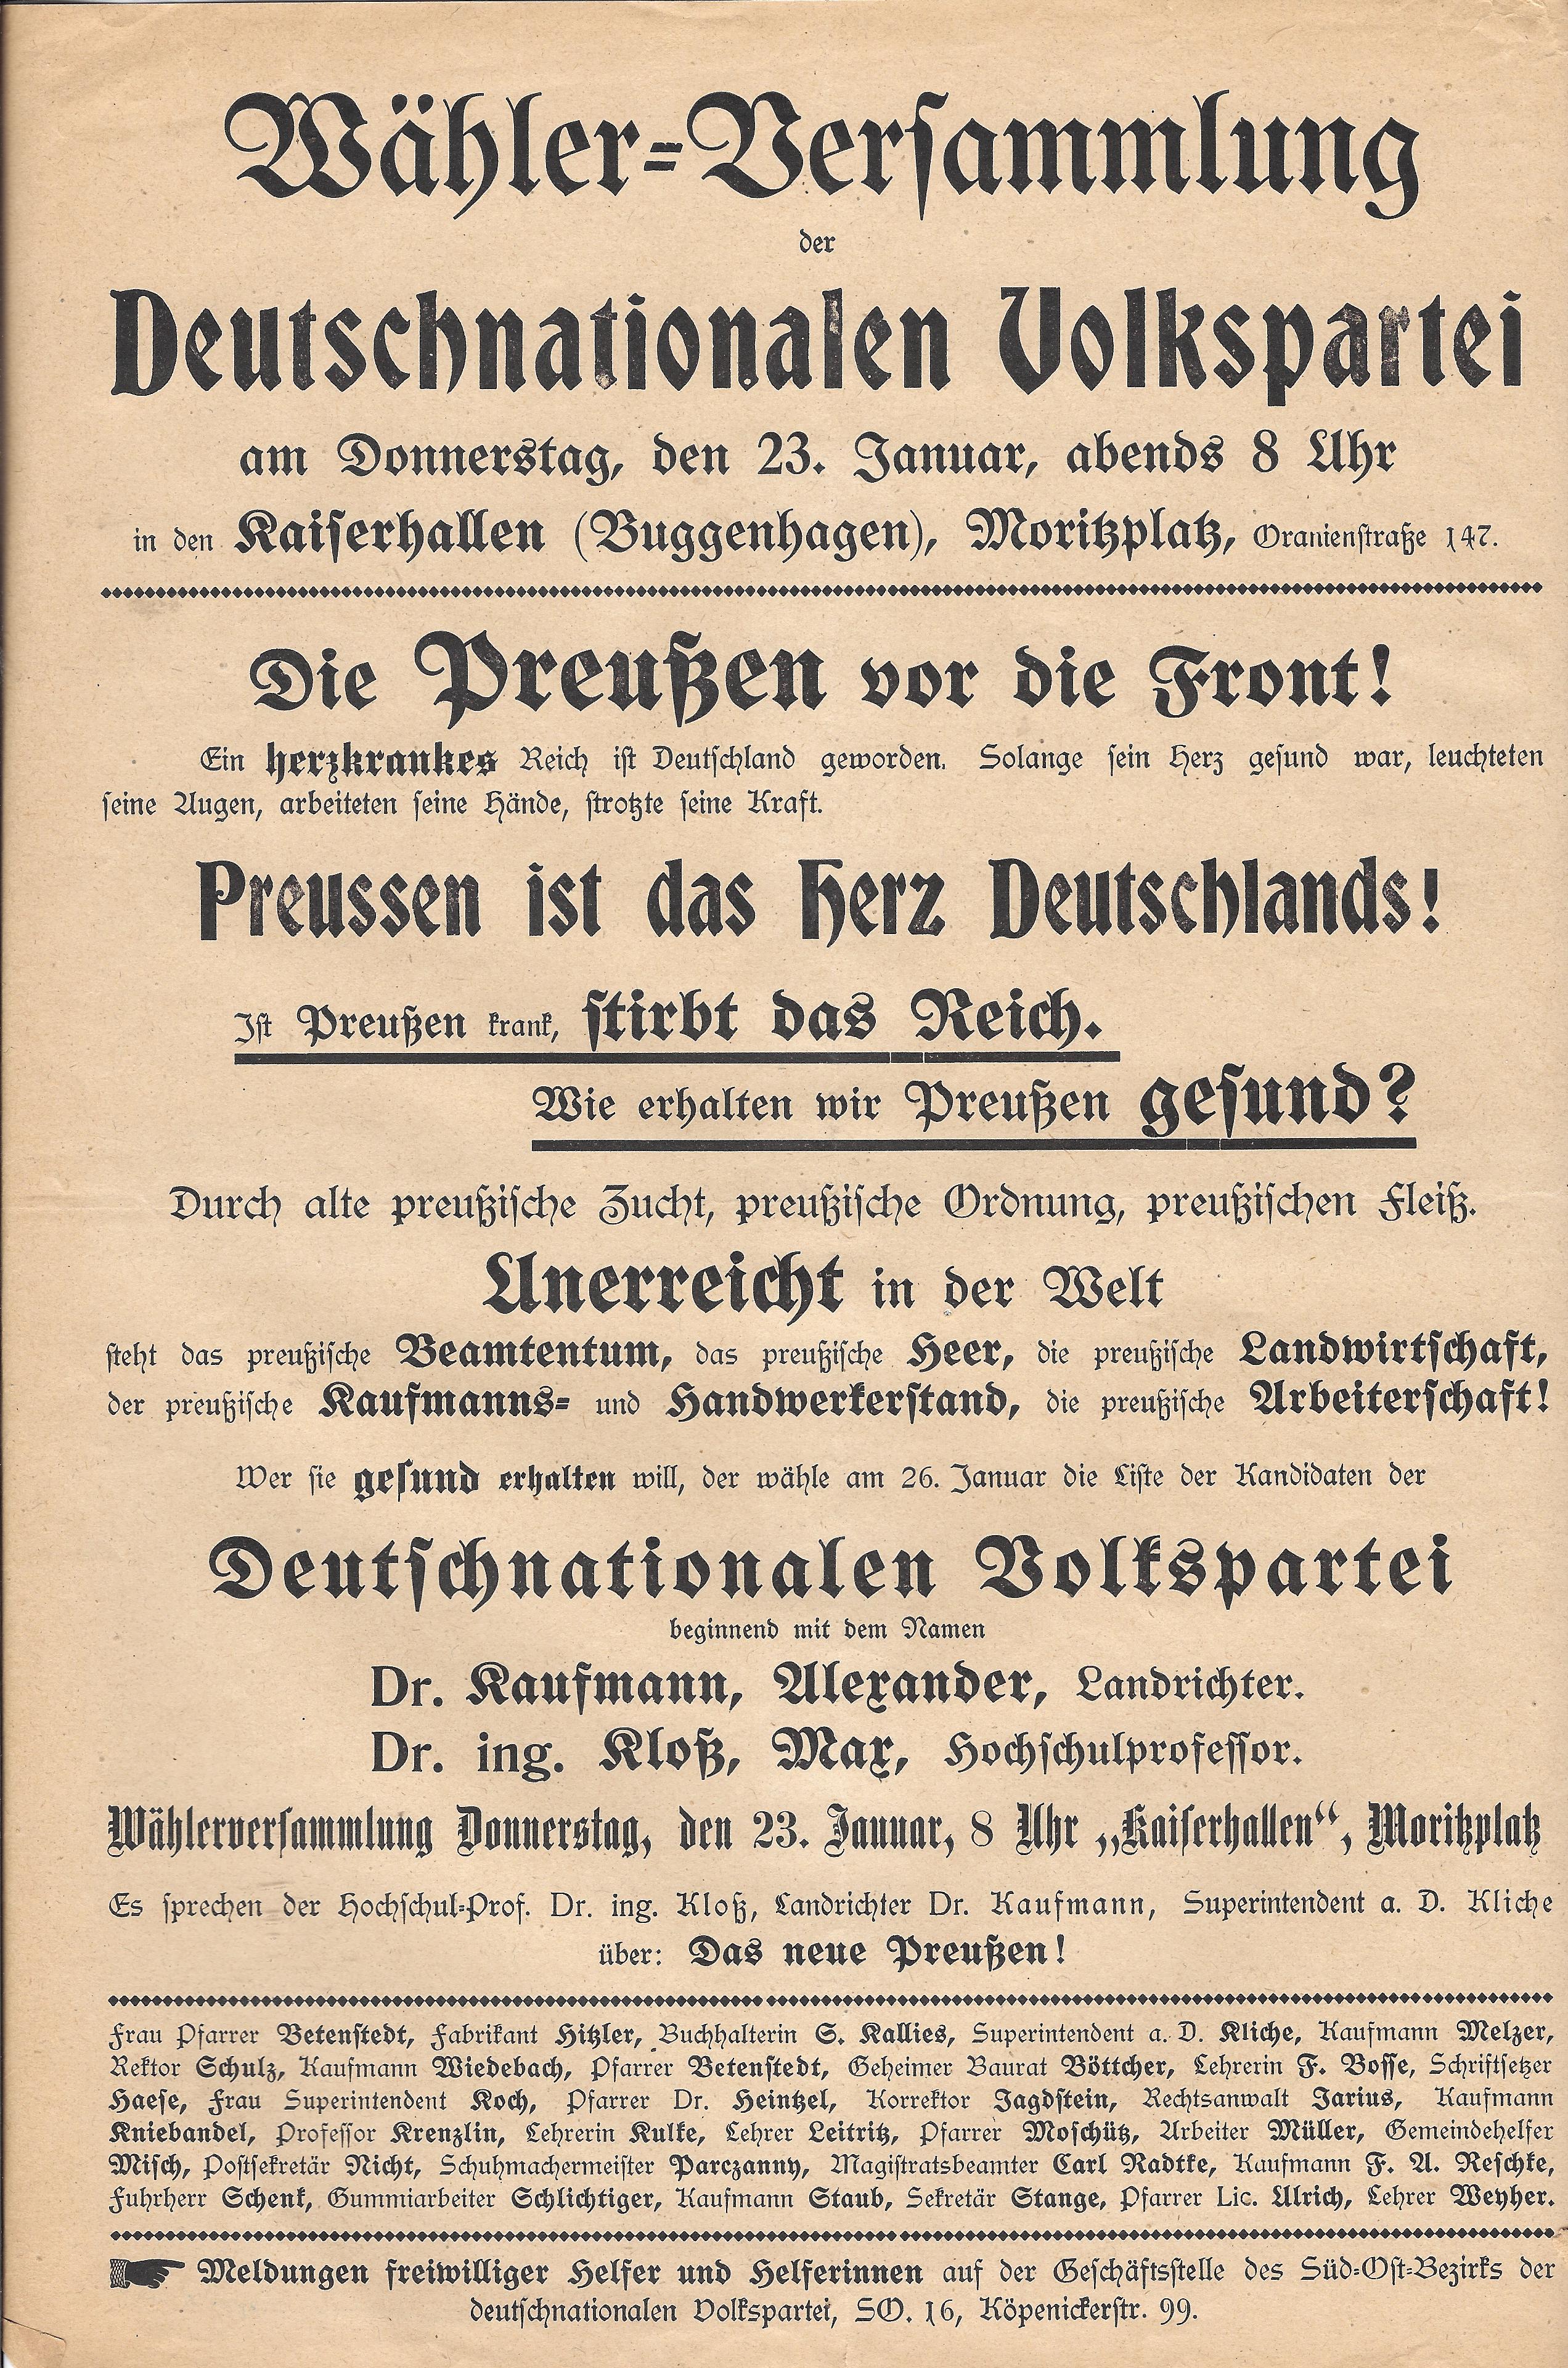 Wähler-Versammlung
der
Deutschnationalen Volkspartei
am Donnerstag, den 23. Januar, abends 8 Uhr
in den Kaiserhallen (Buggenhagen), Moritzplatz, Oranienstraße 147.
Die Preußen vor die Front!
Ein herzkrankes Reich ist Deutschland geworden. Solange sein Herz gesund war, leuchteten
seine Augen, arbeiteten seine Hände, strotzte seine Kraft.
Preussen ist das Herz Deutschlands!
Ist Preußen krank, stirbt das Reich.
Wie erhalten wir Preußen gesund?
Durch alte preußische Zucht, preußische Ordnung, preußischen Fleiß.
Unerreicht in der Welt
steht das preußische Beamtentum, das preußische Heer, die preußische Landwirtschaft,
der preußische Kaufmanns- und Handwerkerstand, die preußische Arbeiterschaft!
Wer sie gesund erhalten will, der wähle am 26. Januar die Liste der Kandidaten der
Deutschnationalen Volkspartei
beginnend mit dem Namen
Dr. Kaufmann, Alexander, Landrichter.
Dr. ing. Kloß, Max, Hochschulprofessor.
Wählerversammlung Donnerstag, den 23. Januar, 8 Uhr „Kaiserhallen“, Moritzplatz
Es sprechen der Hochschul-Prof. Dr. ing. Kloß, Landrichter Dr. Kaufmann, Superintendent a. D. Kliche
über: Das neue Preußen!
Frau Pfarrer Betenstedt, Fabrikant Hitzler, Buchhalterin S. Kallies, Superintendent a. D. Kliche, Kaufmann Melzer,
Rektor Schulz, Kaufmann Wiedebach, Pfarrer Betenstedt, Geheimer Baurat Böttcher, Lehrerin F. Bosse, Schriftsetzer
Haese, Frau Superintendent Koch, Pfarrer Dr. Heintzel, Korrektor Jagdstein, Rechtsanwalt Jarius, Kaufmann
Kniebandel, Professor Krenzlin, Lehrerin Kulke, Lehrer Leitritz, Pfarrer Moschütz, Arbeiter Müller, Gemeindehelfer
Misch, Postsekretär Nicht, Schuhmachermeister Parczanny, Magistratsbeamter Carl Radtke, Kaufmann F. A. Reschke,
Fuhrherr Schenk, Gummiarbeiter Schlichtiger, Kaufmann Staub, Sekretär Stange, Pfarrer Lic. Ulrich, Lehrer Weyher.
Meldungen freiwilliger Helfer und Helferinnen auf der Geschäftsstelle des Süd-Ost-Bezirks der
deutschnationalen Volkspartei, SO. 16, Köpenickerstr. 99.